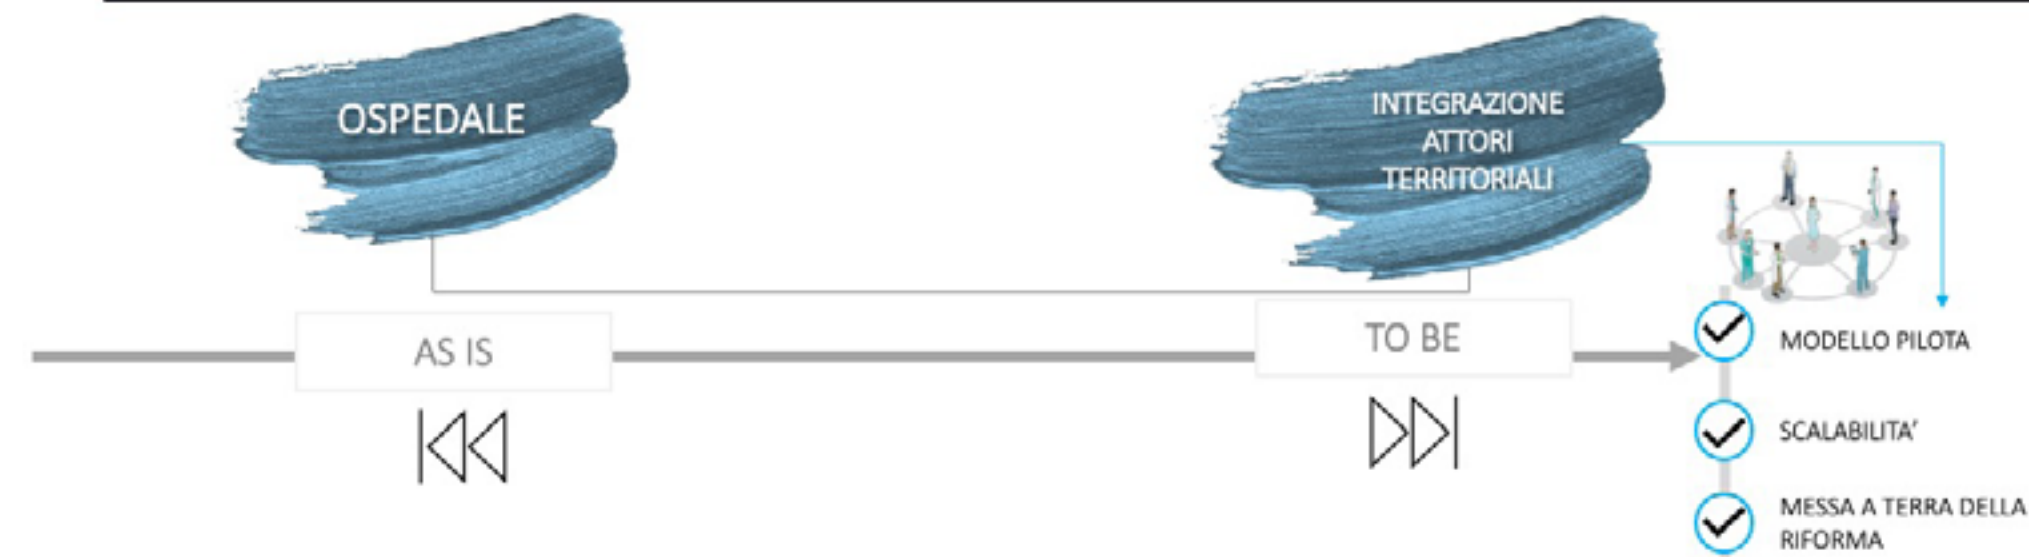 OSPEDALE
INTEGRAZIONE
ATTORI
TERRITORIALI
AS IS
TO BE
MODELLO PILOTA
SCALABILITA'
MESSA A TERRA DELLA
RIFORMA